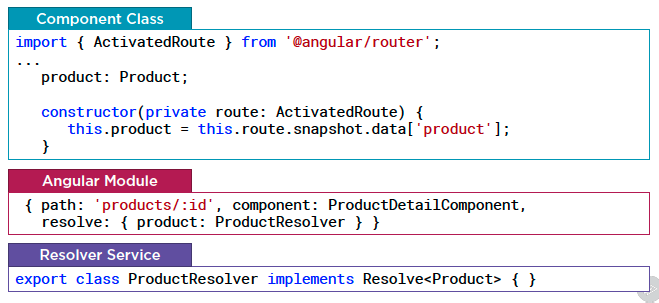 Component Class
import { ActivatedRoute } from '@angular/router';
...
   product: Product;
   constructor(private route: ActivatedRoute) {
      this.product = this.route.snapshot.data['product'];
   }
Angular Module
{ path: 'products/:id', component: ProductDetailComponent,
  resolve: { product: ProductResolver } }
Resolver Service
export class ProductResolver implements Resolve<Product> { }